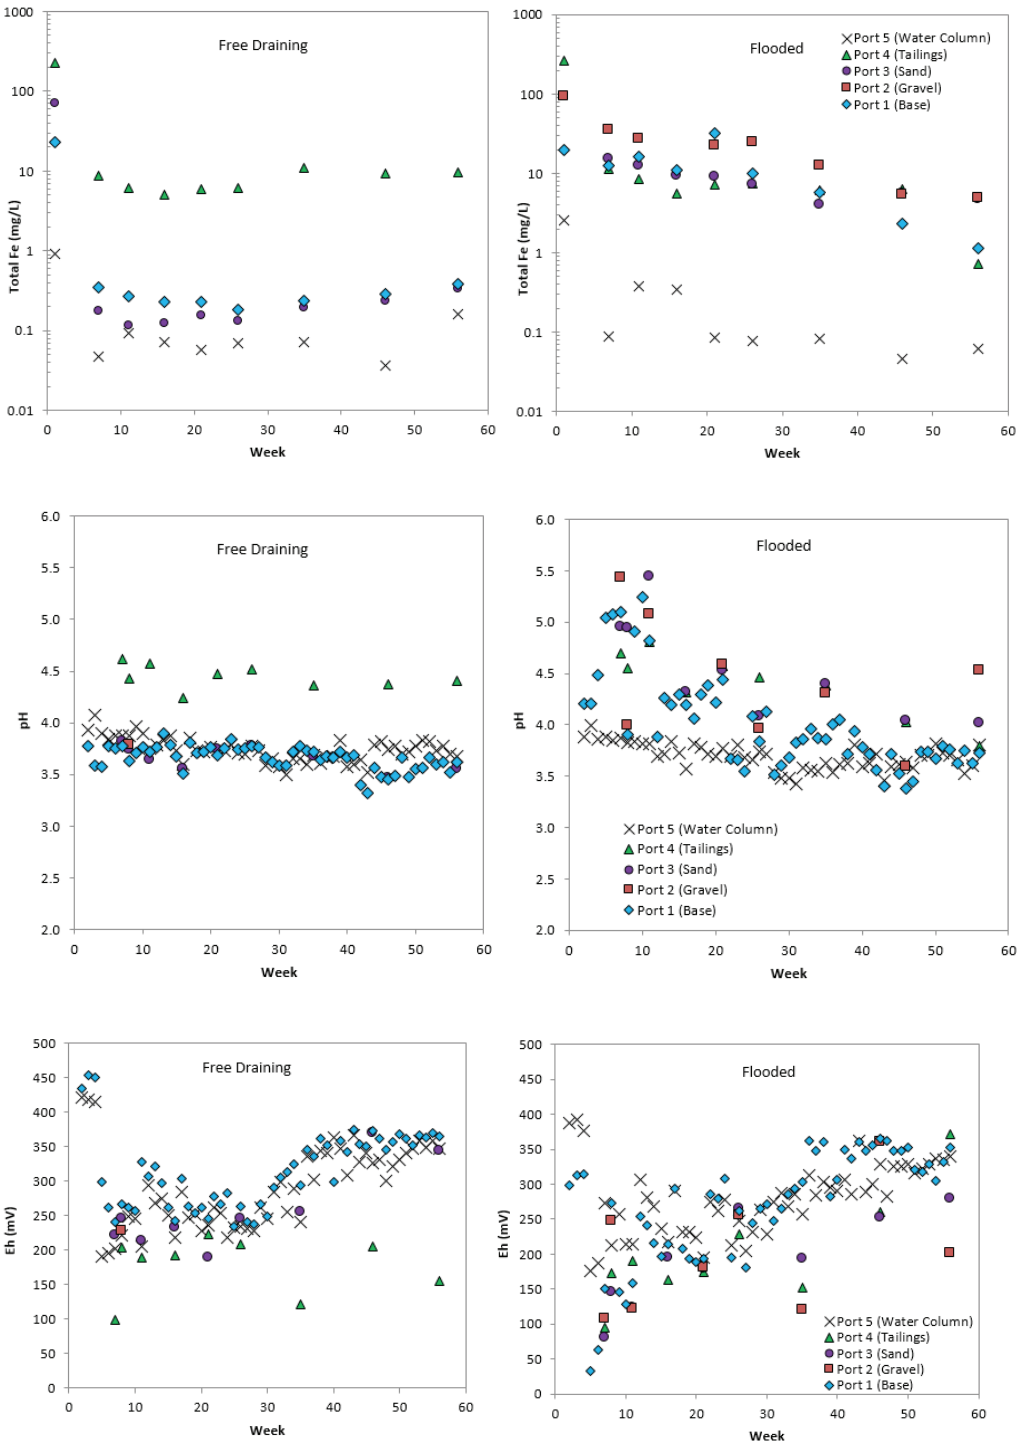 Free Draining
Total Fe (mg/L)
1000
100
10
1
0.1
0.01
0 10 20 30 40 50 60
Week
Flooded
Port 5 (Water Column)
Port 4 (Tailings)
Port 3 (Sand)
Port 2 (Gravel)
Port 1 (Base)
Total Fe (mg/L)
1000
100
10
1
0.1
0.01
0 10 20 30 40 50 60
Week
Free Draining
pH
6.0
5.5
5.0
4.5
4.0
3.5
3.0
2.5
2.0
0 10 20 30 40 50 60
Week
Flooded
pH
6.0
5.5
5.0
4.5
4.0
3.5
3.0
2.5
2.0
Port 5 (Water Column)
Port 4 (Tailings)
Port 3 (Sand)
Port 2 (Gravel)
Port 1 (Base)
0 10 20 30 40 50 60
Week
Free Draining
Eh (mV)
500
450
400
350
300
250
200
150
100
50
0
0 10 20 30 40 50 60
Week
Flooded
Eh (mV)
500
450
400
350
300
250
200
150
100
50
0
Port 5 (Water Column)
Port 4 (Tailings)
Port 3 (Sand)
Port 2 (Gravel)
Port 1 (Base)
0 10 20 30 40 50 60
Week